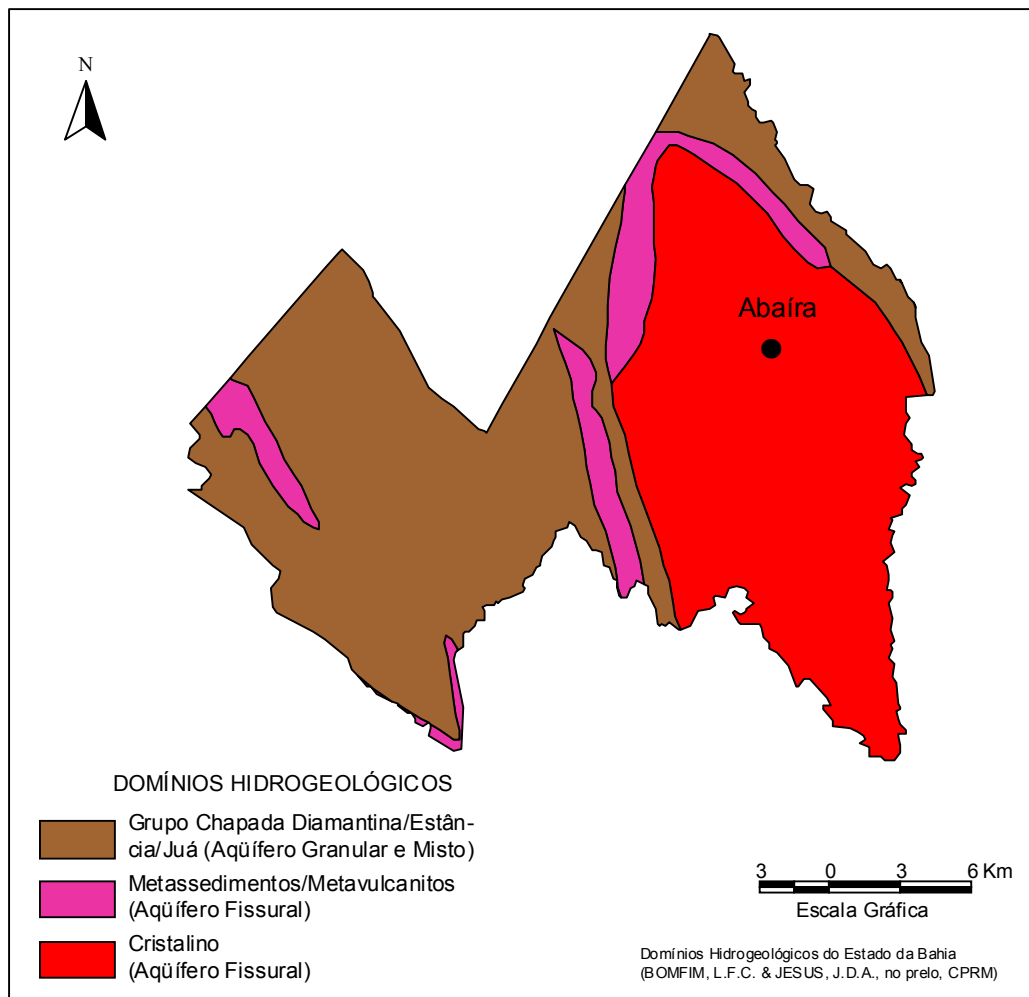 N
Abaíra
DOMÍNIOS HIDROGEOLÓGICOS
Grupo Chapada Diamantina/Estân-
cia/Juá (Aqüífero Granular e Misto)
Metassedimentos/Metavulcanitos
(Aqüífero Fissural)
Cristalino
(Aqüífero Fissural)
3 0 3 6 Km
Escala Gráfica
Domínios Hidrogeológicos do Estado da Bahia
(BOMFIM, L.F.C. & JESUS, J.D.A., no prelo, CPRM)